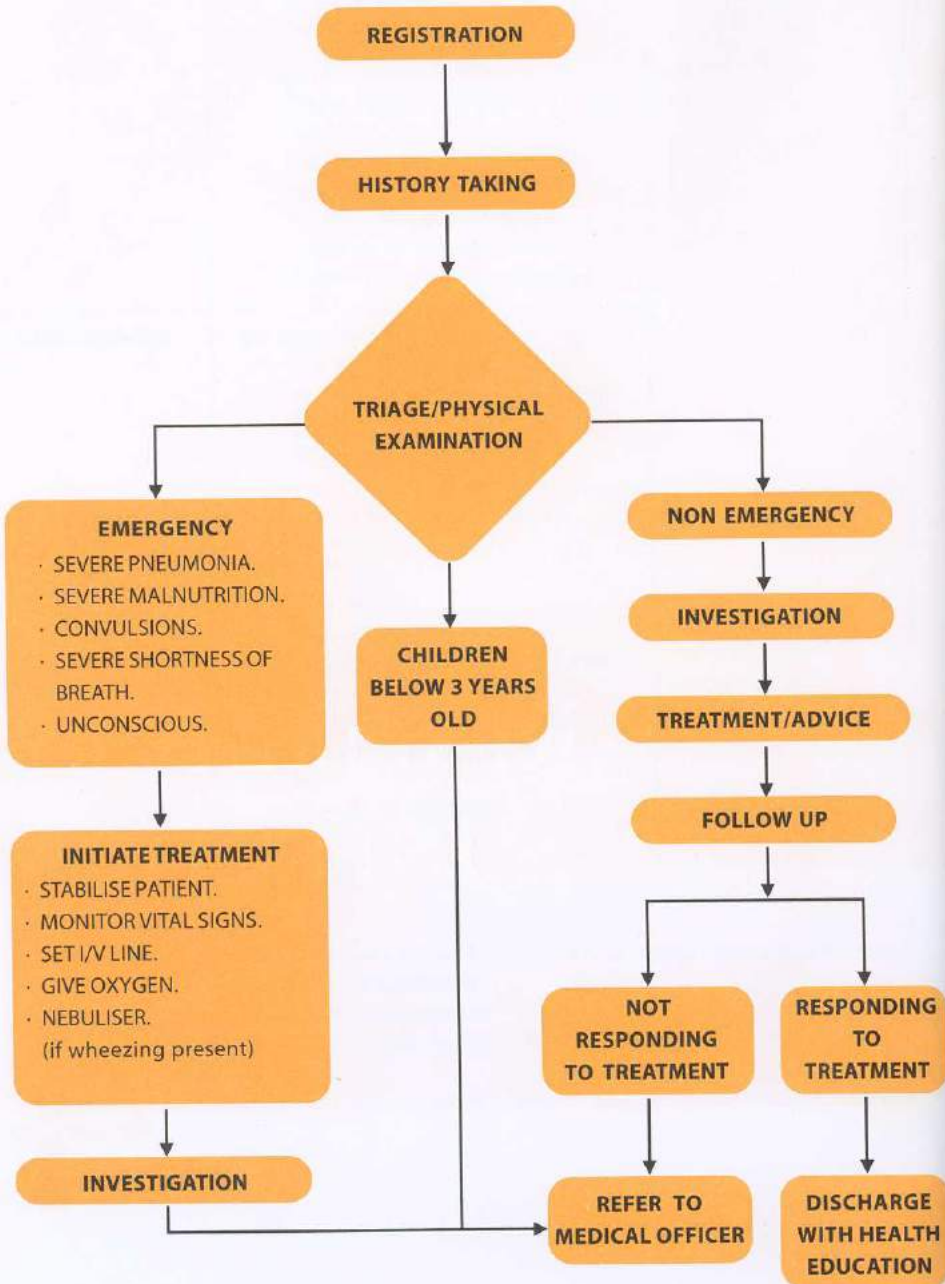 REGISTRATION
HISTORY TAKING
TRIAGE/PHYSICAL
EXAMINATION
EMERGENCY
· SEVERE PNEUMONIA.
· SEVERE MALNUTRITION.
· CONVULSIONS.
· SEVERE SHORTNESS OF
BREATH.
· UNCONSCIOUS.
INITIATE TREATMENT
· STABILISE PATIENT.
· MONITOR VITAL SIGNS.
· SET I/V LINE.
· GIVE OXYGEN.
· NEBULISER.
(if wheezing present)
INVESTIGATION
CHILDREN
BELOW 3 YEARS
OLD
NON EMERGENCY
INVESTIGATION
TREATMENT/ADVICE
FOLLOW UP
NOT
RESPONDING
TO TREATMENT
REFER TO
MEDICAL OFFICER
RESPONDING
TO
TREATMENT
DISCHARGE
WITH HEALTH
EDUCATION